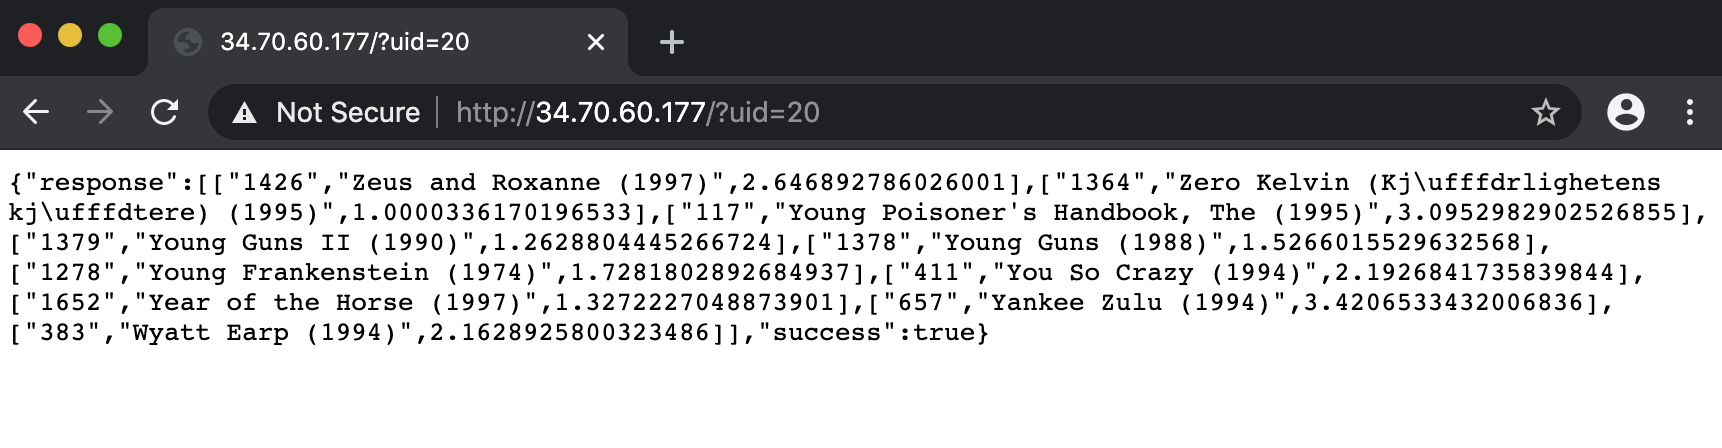 34.70.60.177/?uid=20
Not Secure http://34.70.60.177/?uid=20
{"response":[["1426","Zeus and Roxanne (1997)",2.646892786026001],["1364","Zero Kelvin (Kj\ufffdrlighetens
kj\ufffdtere) (1995)",1.0000336170196533],["117","Young Poisoner's Handbook, The (1995)",3.0952982902526855],
["1379","Young Guns II (1990)",1.2628804445266724],["1378","Young Guns (1988)",1.5266015529632568],
["1278","Young Frankenstein (1974)",1.7281802892684937],["411","You So Crazy (1994)",2.1926841735839844],
["1652","Year of the Horse (1997)",1.3272227048873901],["657","Yankee Zulu (1994)",3.4206533432006836],
["383","Wyatt Earp (1994)",2.1628925800323486]],"success":true}